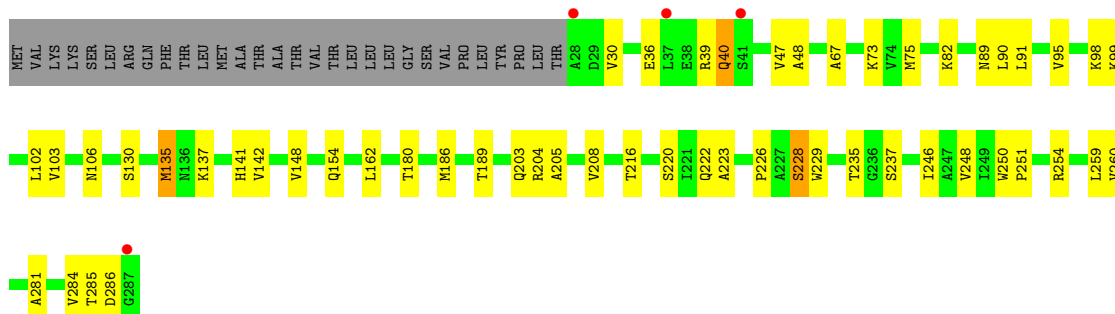 MET VAL LYS LYS SER LEU ARG GLN PHE THR LEU MET ALA THR ALA THR VAL THR LEU LEU LEU GLY SER VAL PRO LEU TYR PRO LEU THR A28 D29 V30 E36 L37 E38 R39 Q40 S41 V47 A48 A67 K73 V74 M75 K82 N89 L90 L91 V95 K98 K99
L102 V103 N106 S130 M135 N136 K137 H141 V142 V148 Q154 L162 T180 M186 T189 Q203 R204 A205 V208 T216 S220 I221 Q222 A223 P226 A227 S228 W229 T235 G236 S237 I246 A247 V248 I249 W250 P251 R254 L259 V260
A281 V284 T285 D286 G287